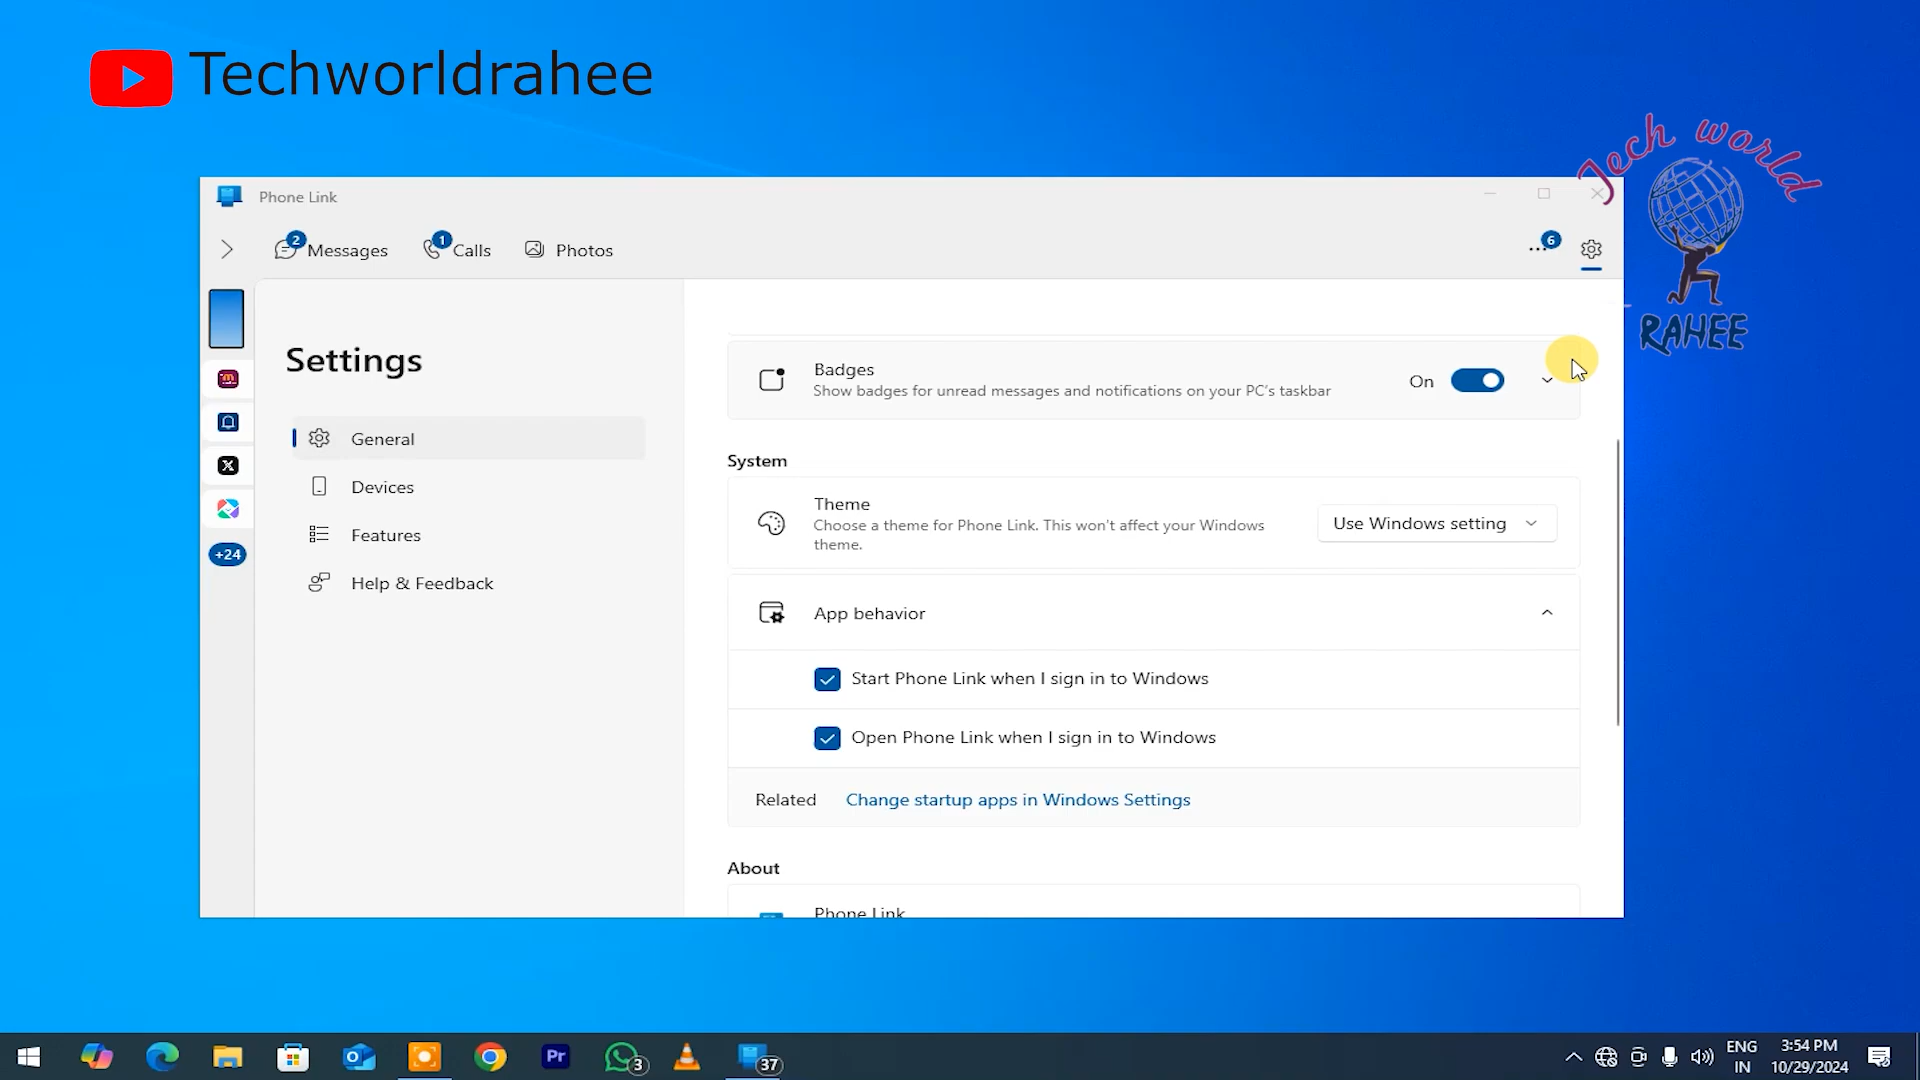 Techworldrahee
Tech world
RAHEE
Phone Link
2
Messages
1
Calls
Photos
6
Settings
General
Devices
Features
Help & Feedback
+24
Badges
Show badges for unread messages and notifications on your PC's taskbar
On
System
Theme
Choose a theme for Phone Link. This won't affect your Windows
theme.
Use Windows setting
App behavior
Start Phone Link when I sign in to Windows
Open Phone Link when I sign in to Windows
Related
Change startup apps in Windows Settings
About
Phone Link
Pr
3
37
ENG
IN
3:54 PM
10/29/2024